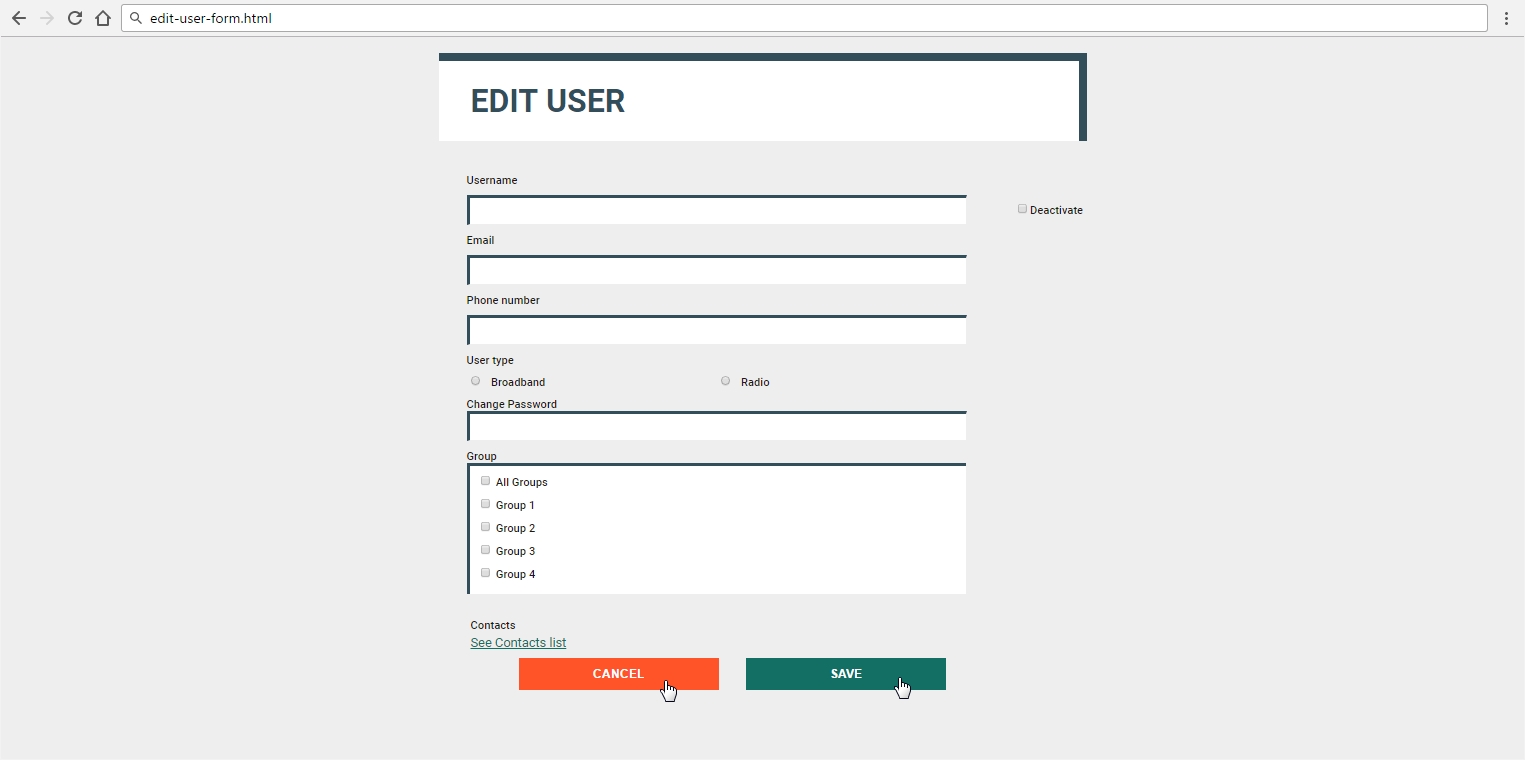 edit-user-form.html
EDIT USER
Username
Deactivate
Email
Phone number
User type
Broadband Radio
Change Password
Group
All Groups
Group 1
Group 2
Group 3
Group 4
Contacts
See Contacts list
CANCEL SAVE